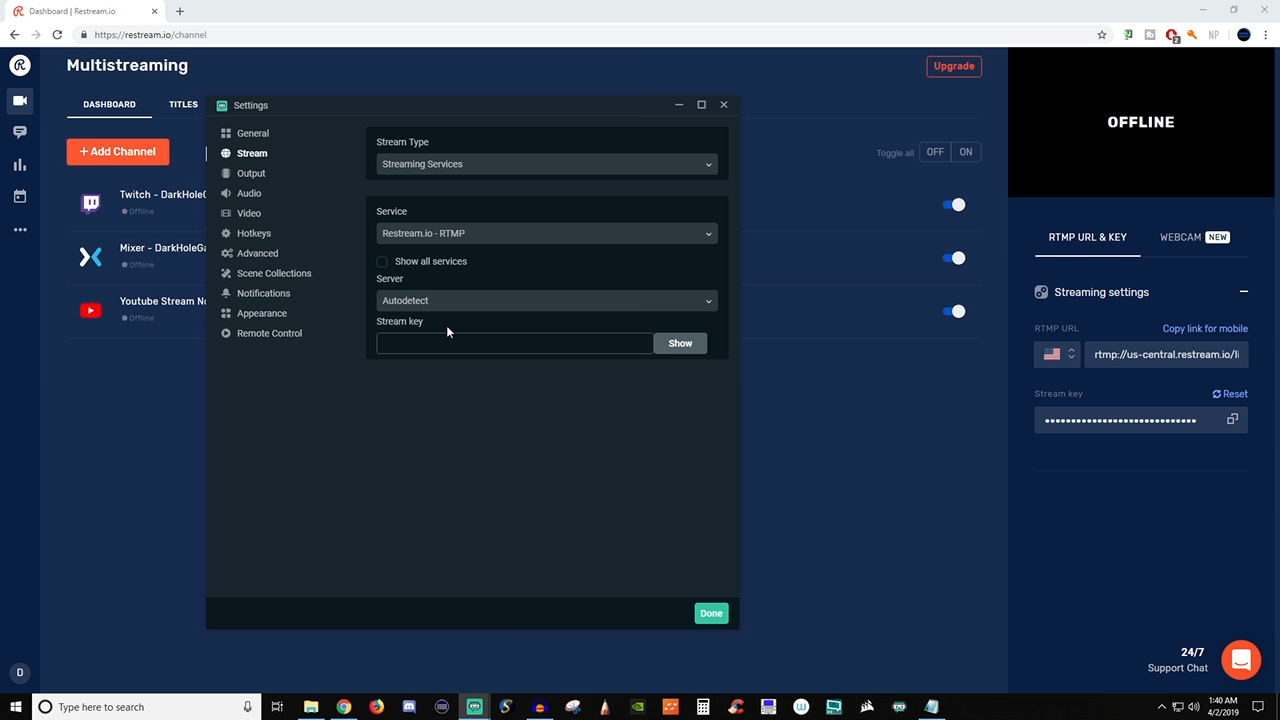 Dashboard | Restream.io
https://restream.io/channel
2
NP
Multistreaming
Upgrade
DASHBOARD
TITLES
+ Add Channel
Toggle all
OFF
ON
Twitch - DarkHoleG
Offline
Mixer - DarkHoleGa
Offline
Youtube Stream No
Offline
Settings
General
Stream
Output
Audio
Video
Hotkeys
Advanced
Scene Collections
Notifications
Appearance
Remote Control
Stream Type
Streaming Services
Service
Restream.io - RTMP
Show all services
Server
Autodetect
Stream key
Show
Done
OFFLINE
RTMP URL & KEY
WEBCAM NEW
Streaming settings
RTMP URL
Copy link for mobile
rtmp://us-central.restream.io/li
Stream key
Reset
24/7
Support Chat
D
Type here to search
1:40 AM
4/2/2019